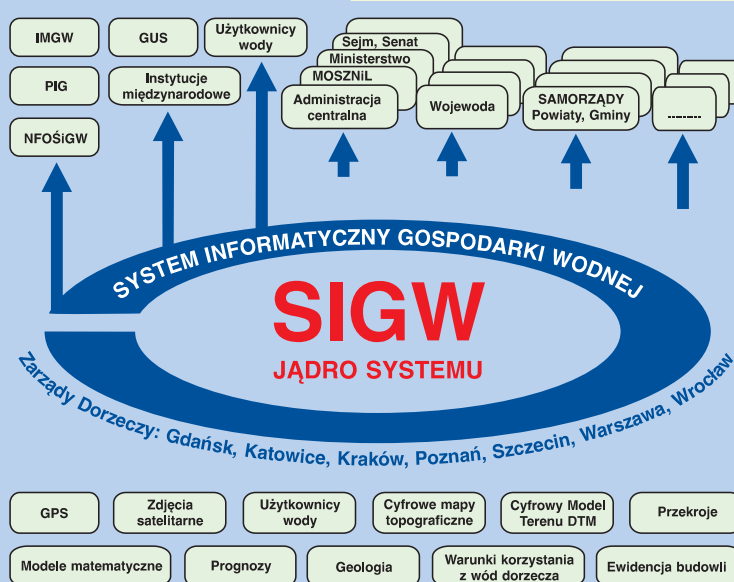 IMGW
GUS
Użytkownicy
wody
PIG
Instytucje
międzynarodowe
NFOŚiGW
Sejm, Senat
Ministerstwo
MOSZNiL
Administracja
centralna
Wojewoda
SAMORZĄDY
Powiaty, Gminy
..........
SYSTEM INFORMATYCZNY GOSPODARKI WODNEJ
SIGW
JĄDRO SYSTEMU
Zarządy Dorzeczy: Gdańsk, Katowice, Kraków, Poznań, Szczecin, Warszawa, Wrocław
GPS
Zdjęcia
satelitarne
Użytkownicy
wody
Cyfrowe mapy
topograficzne
Cyfrowy Model
Terenu DTM
Przekroje
Modele matematyczne
Prognozy
Geologia
Warunki korzystania
z wód dorzecza
Ewidencja budowli